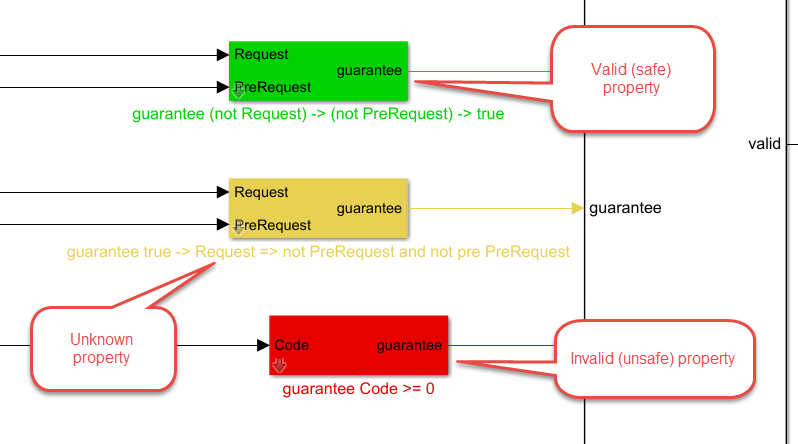 Request
guarantee
PreRequest
guarantee (not Request) -> (not PreRequest) -> true
Valid (safe)
property
valid
Request
guarantee
guarantee
PreRequest
guarantee true -> Request => not PreRequest and not pre PreRequest
Unknown
property
Code
guarantee
guarantee Code >= 0
Invalid (unsafe) property